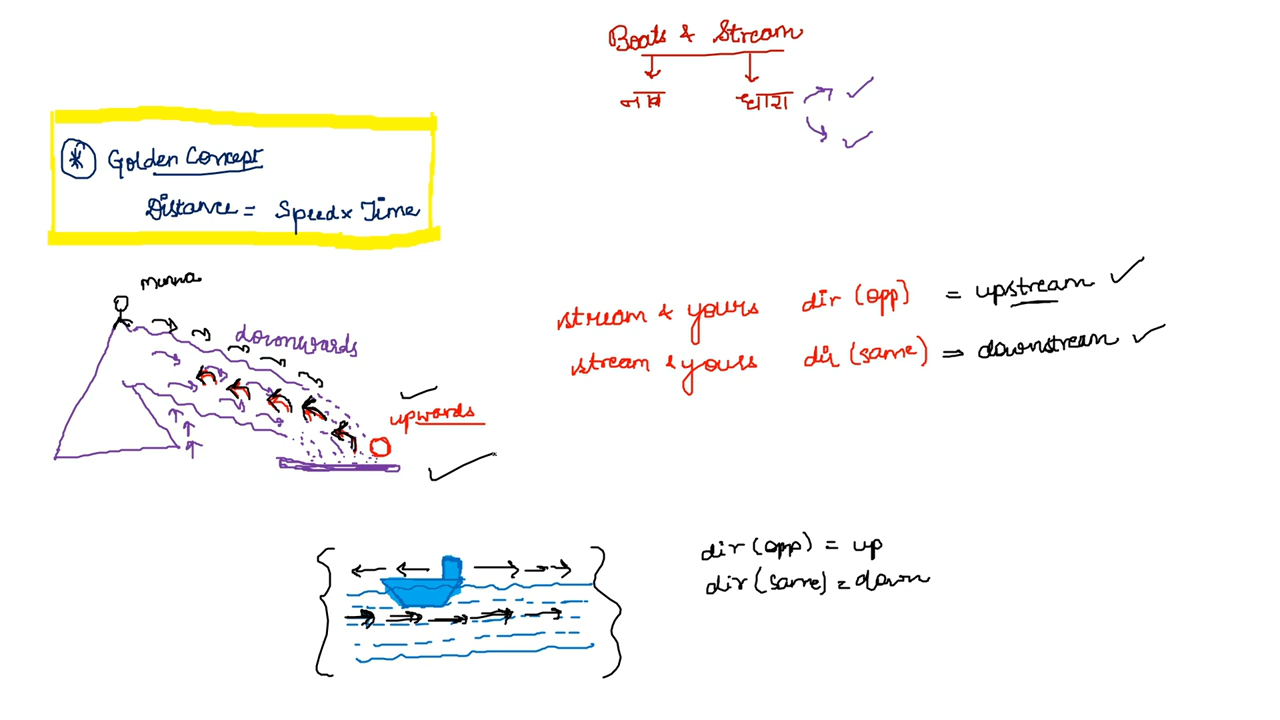 Boats & Stream
नाव धारा
* Golden Concept
Distance = Speed x Time
munna
downwards
upwards
stream & yours dir (opp) = upstream
stream & yours dir (same) = downstream
dir (opp) = up
dir (same) = down